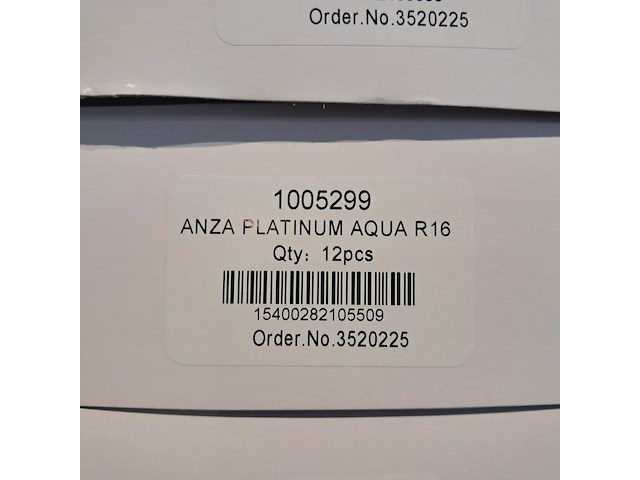 Order.No.3520225
1005299
ANZA PLATINUM AQUA R16
Qty: 12pcs
15400282105509
Order.No.3520225